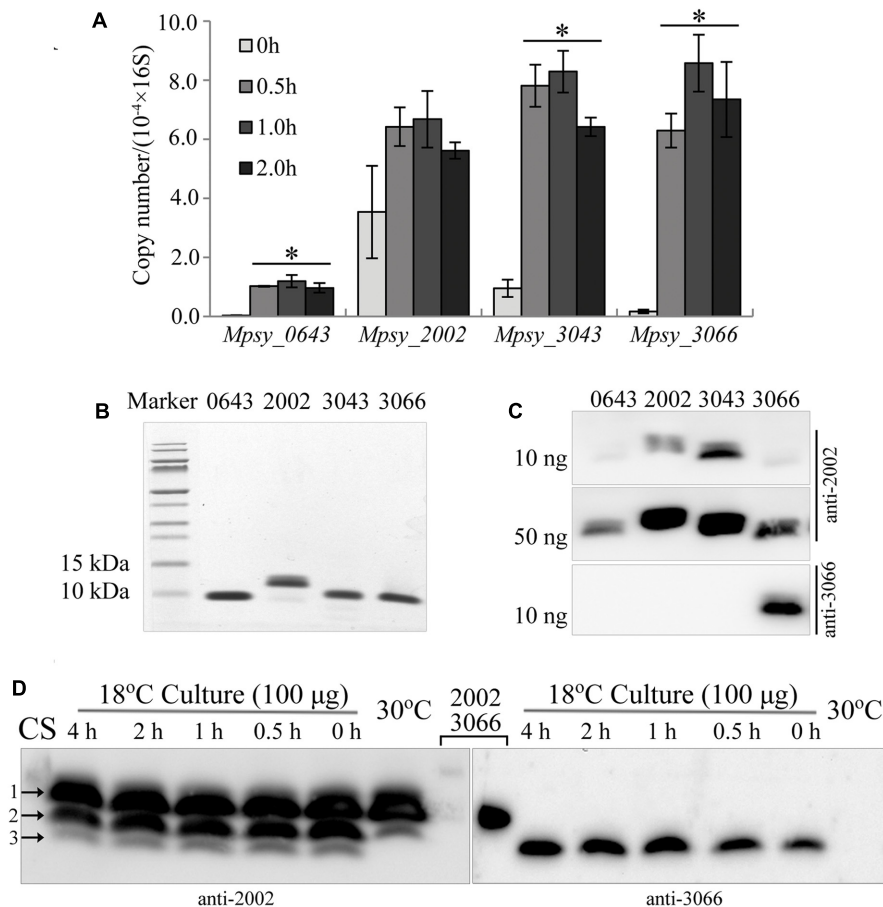 A
Copy number/(10⁻⁴×16S)
10.0
8.0
6.0
4.0
2.0
0.0
0h
0.5h
1.0h
2.0h
*
*
*
Mpsy_0643 Mpsy_2002 Mpsy_3043 Mpsy_3066
B
Marker 0643 2002 3043 3066
15 kDa
10 kDa
C
0643 2002 3043 3066
10 ng
50 ng
10 ng
anti-2002
anti-3066
D
18ºC Culture (100 µg)
30ºC
2002
3066
18ºC Culture (100 µg)
30ºC
CS 4 h 2 h 1 h 0.5 h 0 h
4 h 2 h 1 h 0.5 h 0 h
1
2
3
anti-2002
anti-3066